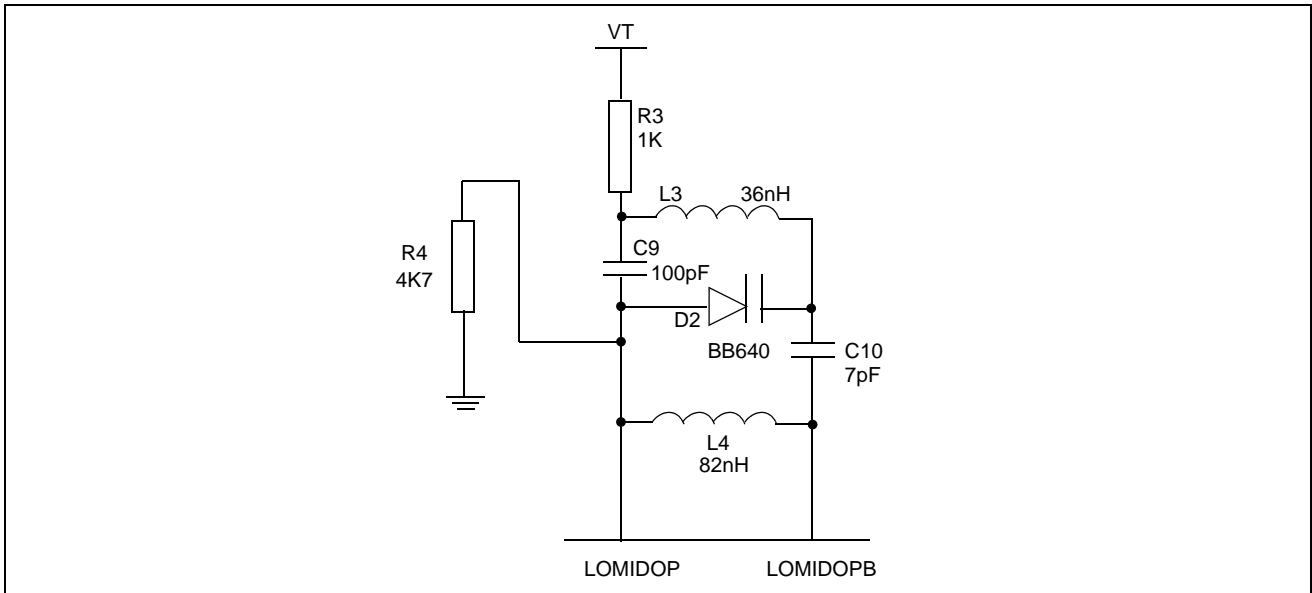 VT
R3
1K
L3 36nH
C9
100pF
R4
4K7
D2
BB640
C10
7pF
L4
82nH
LOMIDOP LOMIDOPB